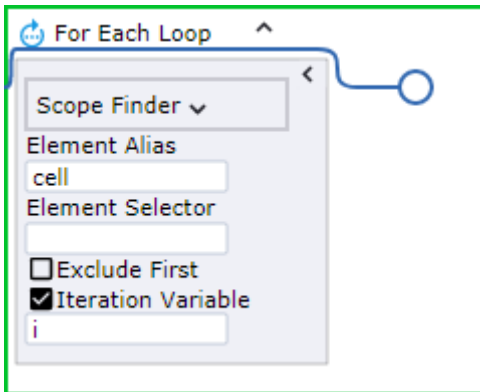 For Each Loop
Scope Finder
Element Alias
cell
Element Selector
Exclude First
Iteration Variable
i